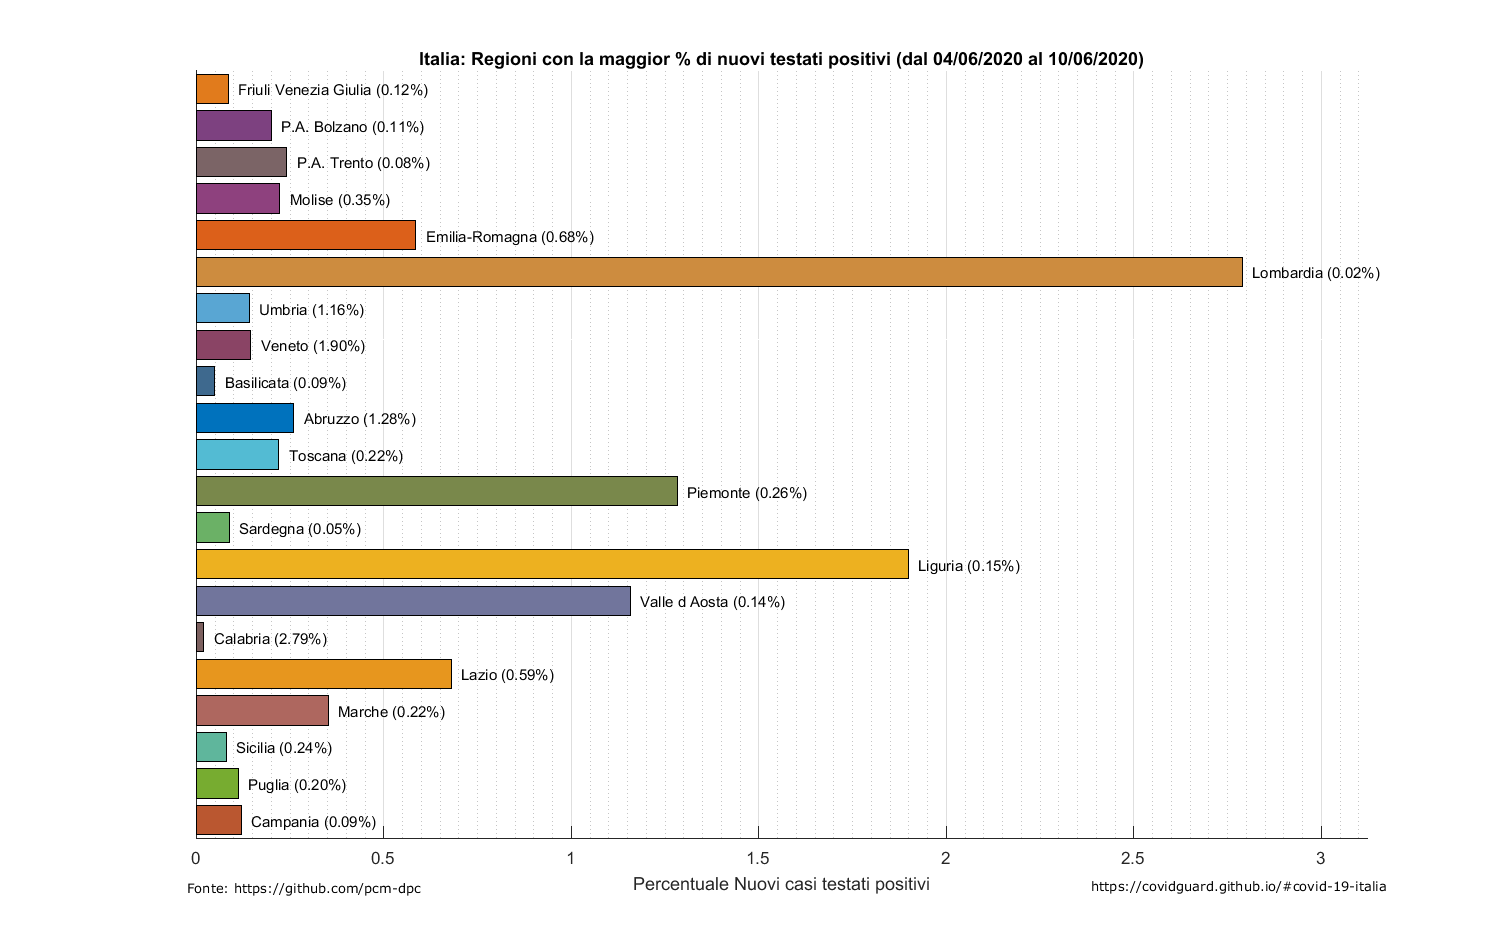 Italia: Regioni con la maggior % di nuovi testati positivi (dal 04/06/2020 al 10/06/2020)
Friuli Venezia Giulia (0.12%)
P.A. Bolzano (0.11%)
P.A. Trento (0.08%)
Molise (0.35%)
Emilia-Romagna (0.68%)
Lombardia (0.02%)
Umbria (1.16%)
Veneto (1.90%)
Basilicata (0.09%)
Abruzzo (1.28%)
Toscana (0.22%)
Piemonte (0.26%)
Sardegna (0.05%)
Liguria (0.15%)
Valle d Aosta (0.14%)
Calabria (2.79%)
Lazio (0.59%)
Marche (0.22%)
Sicilia (0.24%)
Puglia (0.20%)
Campania (0.09%)
0 0.5 1 1.5 2 2.5 3
Percentuale Nuovi casi testati positivi
Fonte: https://github.com/pcm-dpc
https://covidguard.github.io/#covid-19-italia